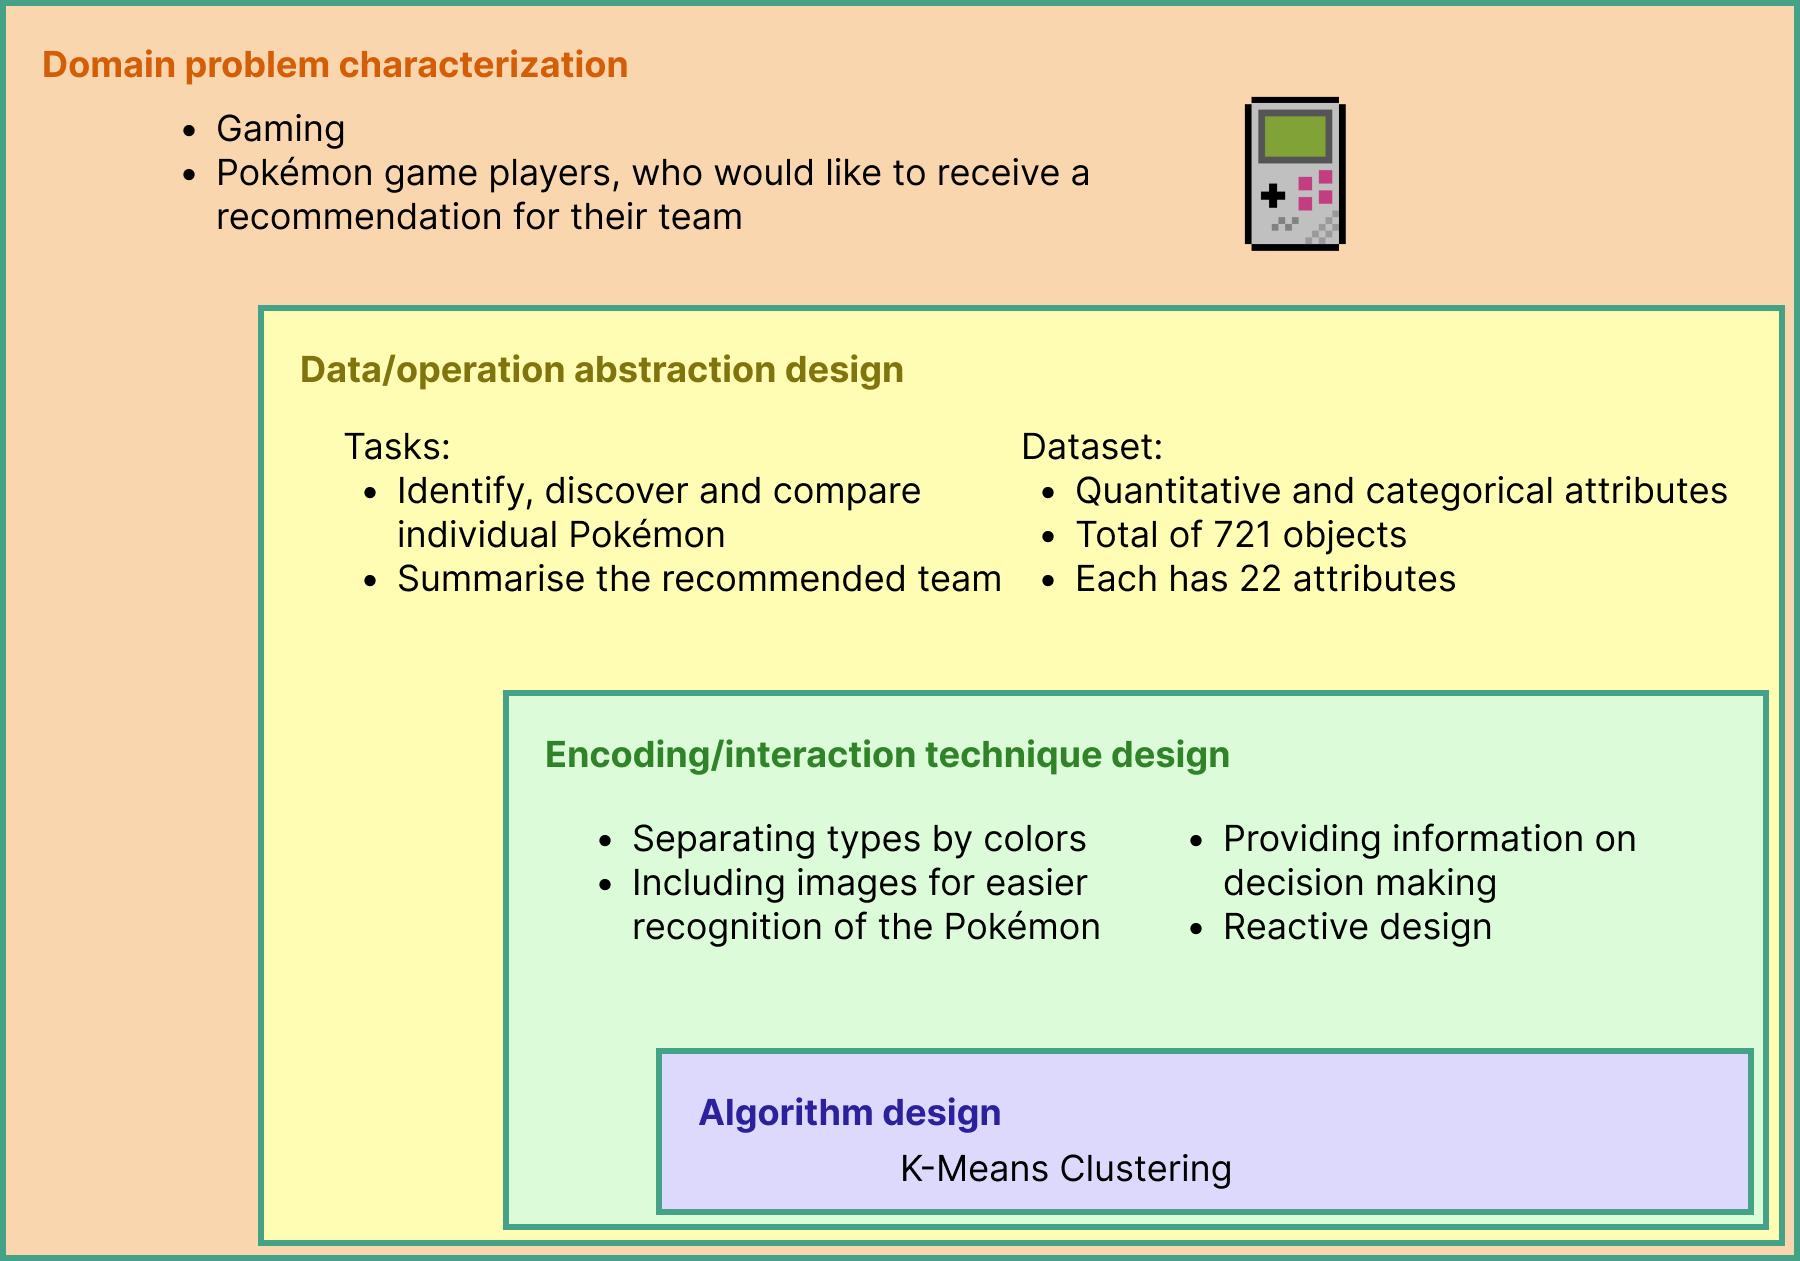 Domain problem characterization
• Gaming
• Pokémon game players, who would like to receive a
recommendation for their team
Data/operation abstraction design
Tasks:
• Identify, discover and compare
individual Pokémon
• Summarise the recommended team
Dataset:
• Quantitative and categorical attributes
• Total of 721 objects
• Each has 22 attributes
Encoding/interaction technique design
• Separating types by colors
• Including images for easier
recognition of the Pokémon
• Providing information on
decision making
• Reactive design
Algorithm design
K-Means Clustering